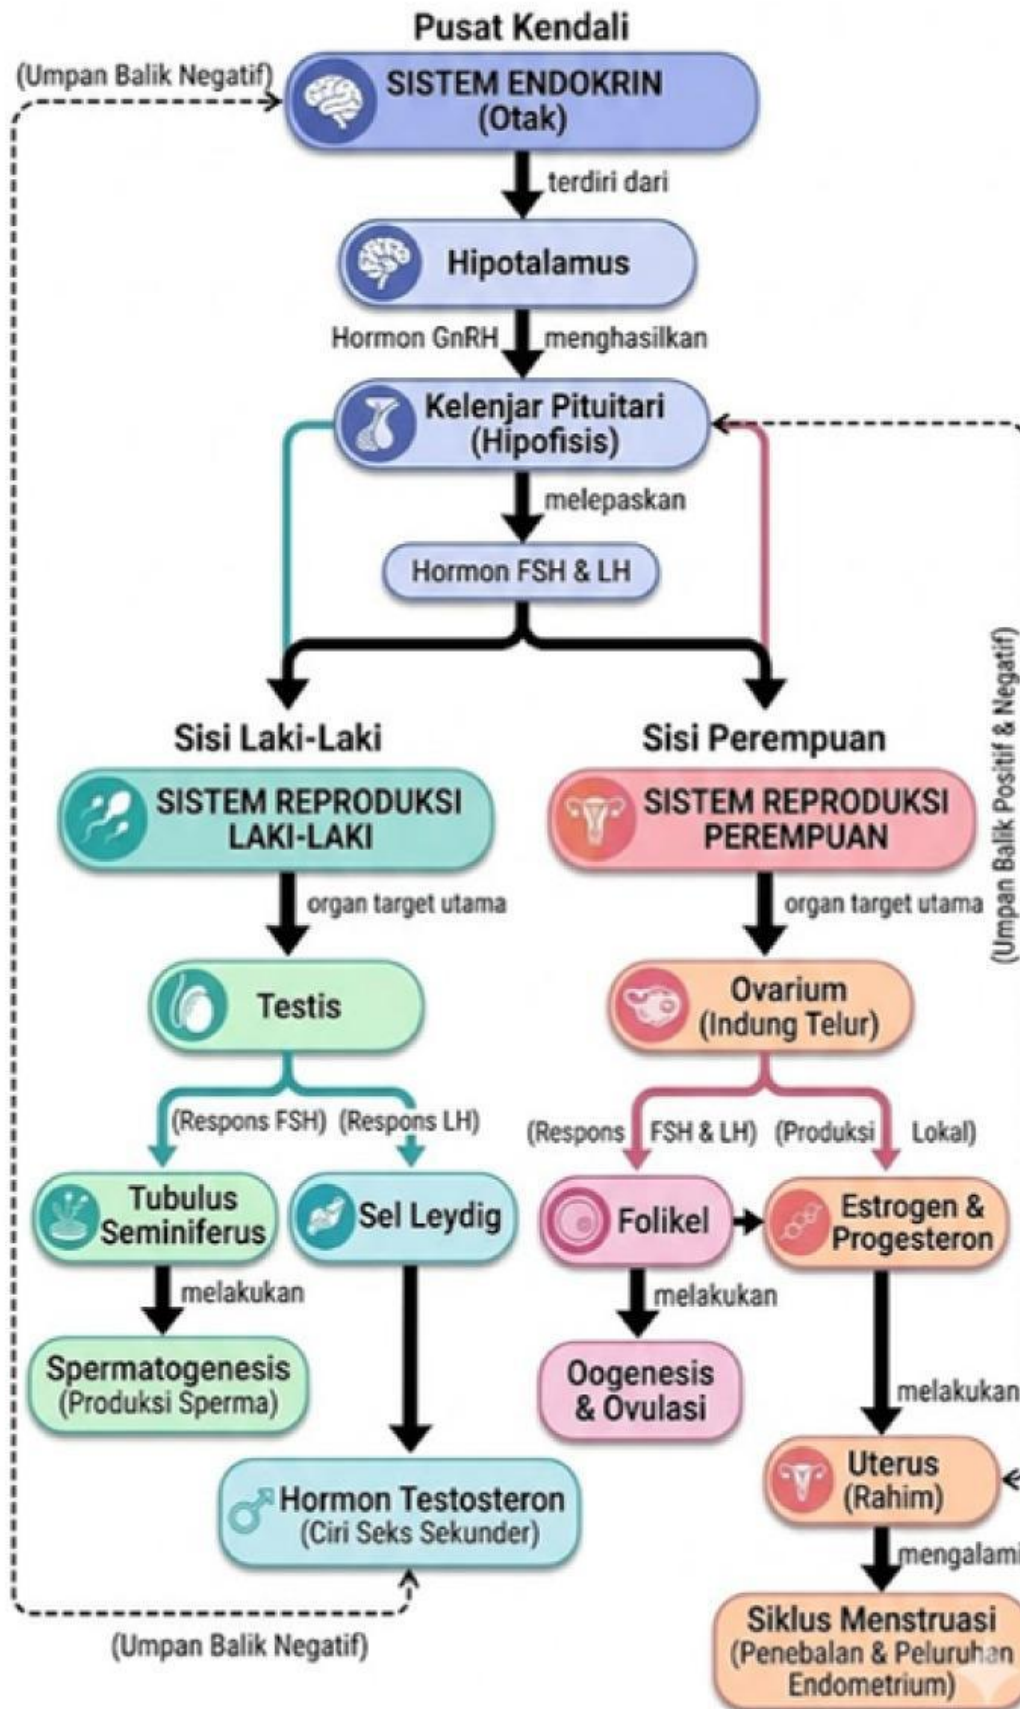 Pusat Kendali
(Umpan Balik Negatif)
SISTEM ENDOKRIN
(Otak)
terdiri dari
Hipotalamus
Hormon GnRH
menghasilkan
Kelenjar Pituitari
(Hipofisis)
melepaskan
Hormon FSH & LH
(Umpan Balik Positif & Negatif)
Sisi Laki-Laki
SISTEM REPRODUKSI
LAKI-LAKI
organ target utama
Testis
(Respons FSH)
(Respons LH)
Tubulus
Seminiferus
Sel Leydig
melakukan
Spermatogenesis
(Produksi Sperma)
Hormon Testosteron
(Ciri Seks Sekunder)
(Umpan Balik Negatif)
Sisi Perempuan
SISTEM REPRODUKSI
PEREMPUAN
organ target utama
Ovarium
(Indung Telur)
(Respons FSH & LH)
(Produksi Lokal)
Folikel
Estrogen &
Progesteron
melakukan
Oogenesis
& Ovulasi
melakukan
Uterus
(Rahim)
mengalami
Siklus Menstruasi
(Penebalan & Peluruhan
Endometrium)